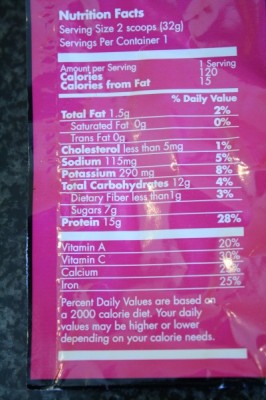 Nutrition Facts
Serving Size 2 scoops (32g)
Servings Per Container 1
Amount per Serving 1 Serving
Calories 120
Calories from Fat 15
% Daily Value
Total Fat 1.5g 2%
Saturated Fat 0g 0%
Trans Fat 0g
Cholesterol less than 5mg 1%
Sodium 115mg 5%
Potassium 290 mg 8%
Total Carbohydrates 12g 4%
Dietary Fiber less than 1g 3%
Sugars 7g
Protein 15g 28%
Vitamin A 20%
Vitamin C 30%
Calcium
Iron 25%
Percent Daily Values are based on
a 2000 calorie diet. Your daily
values may be higher or lower
depending on your calorie needs.